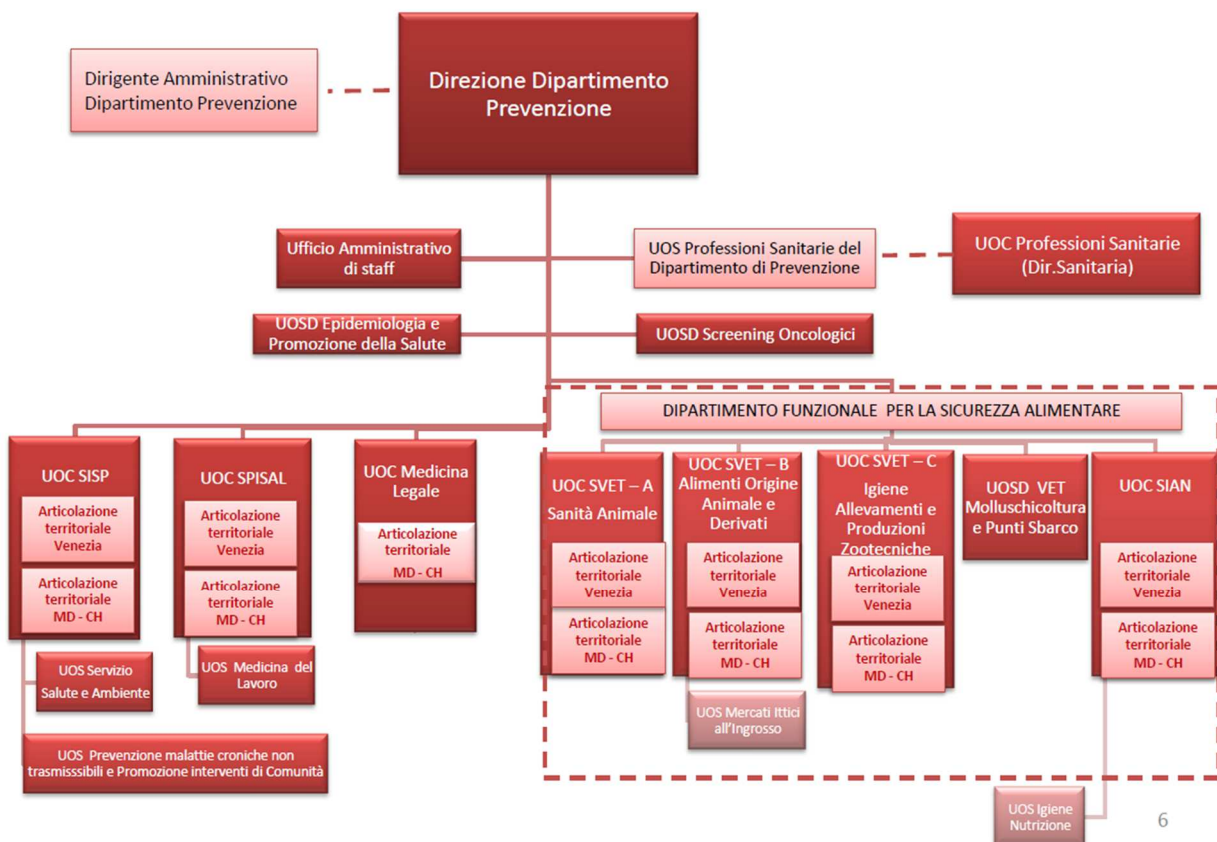 Dirigente Amministrativo
Dipartimento Prevenzione
Direzione Dipartimento
Prevenzione
Ufficio Amministrativo
di staff
UOS Professioni Sanitarie del
Dipartimento di Prevenzione
UOC Professioni Sanitarie
(Dir.Sanitaria)
UOSD Epidemiologia e
Promozione della Salute
UOSD Screening Oncologici
DIPARTIMENTO FUNZIONALE PER LA SICUREZZA ALIMENTARE
UOC SISP
Articolazione
territoriale
Venezia
Articolazione
territoriale
MD - CH
UOS Servizio
Salute e Ambiente
UOS Prevenzione malattie croniche non
trasmisssibili e Promozione interventi di Comunità
UOC SPISAL
Articolazione
territoriale
Venezia
Articolazione
territoriale
MD - CH
UOS Medicina del
Lavoro
UOC Medicina
Legale
Articolazione
territoriale
MD - CH
UOC SVET – A
Sanità Animale
Articolazione
territoriale
Venezia
Articolazione
territoriale
MD - CH
UOC SVET – B
Alimenti Origine
Animale e
Derivati
Articolazione
territoriale
Venezia
Articolazione
territoriale
MD - CH
UOS Mercati Ittici
all'Ingrosso
UOC SVET – C
Igiene
Allevamenti e
Produzioni
Zootecniche
Articolazione
territoriale
Venezia
Articolazione
territoriale
MD - CH
UOSD VET
Molluschicoltura
e Punti Sbarco
UOC SIAN
Articolazione
territoriale
Venezia
Articolazione
territoriale
MD - CH
UOS Igiene
Nutrizione
6